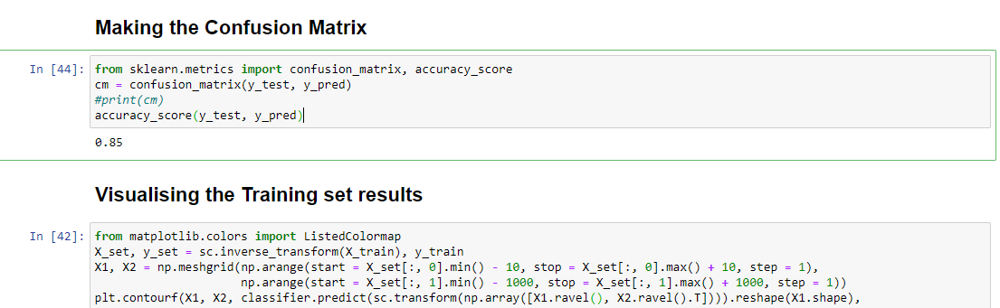 Making the Confusion Matrix
In [44]: from sklearn.metrics import confusion_matrix, accuracy_score
cm = confusion_matrix(y_test, y_pred)
#print(cm)
accuracy_score(y_test, y_pred)
0.85
Visualising the Training set results
In [42]: from matplotlib.colors import ListedColormap
X_set, y_set = sc.inverse_transform(X_train), y_train
X1, X2 = np.meshgrid(np.arange(start = X_set[:, 0].min() - 10, stop = X_set[:, 0].max() + 10, step = 1),
np.arange(start = X_set[:, 1].min() - 1000, stop = X_set[:, 1].max() + 1000, step = 1))
plt.contourf(X1, X2, classifier.predict(sc.transform(np.array([X1.ravel(), X2.ravel().T]))).reshape(X1.shape),